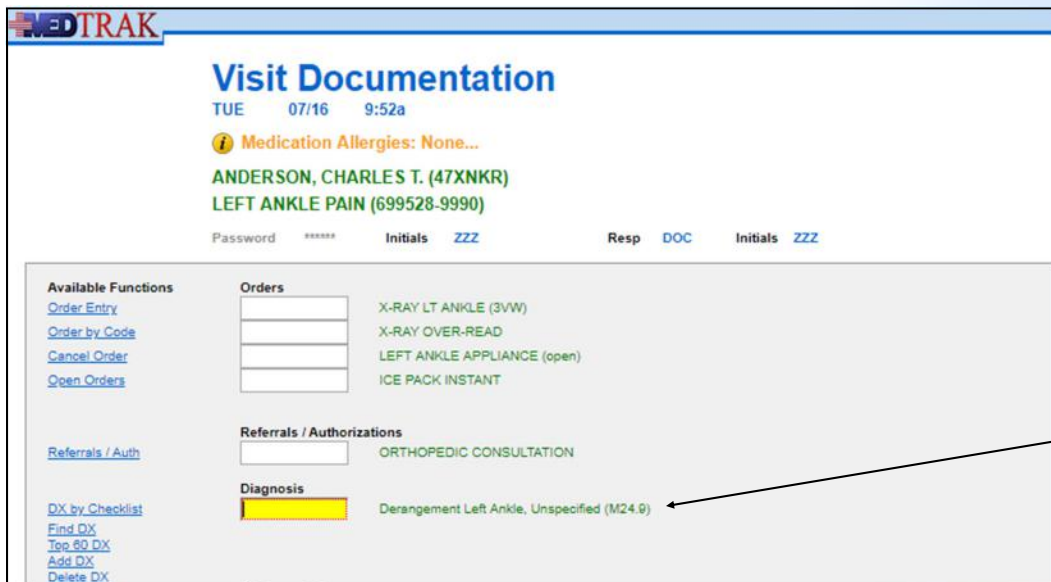 MEDTRAK
Visit Documentation
TUE 07/16 9:52a
i Medication Allergies: None...
ANDERSON, CHARLES T. (47XNKR)
LEFT ANKLE PAIN (699528-9990)
Password ****** Initials ZZZ Resp DOC Initials ZZZ
Available Functions Orders
Order Entry X-RAY LT ANKLE (3VW)
Order by Code X-RAY OVER-READ
Cancel Order LEFT ANKLE APPLIANCE (open)
Open Orders ICE PACK INSTANT
Referrals / Authorizations
Referrals / Auth ORTHOPEDIC CONSULTATION
Diagnosis
DX by Checklist Derangement Left Ankle, Unspecified (M24.9)
Find DX
Top 60 DX
Add DX
Delete DX